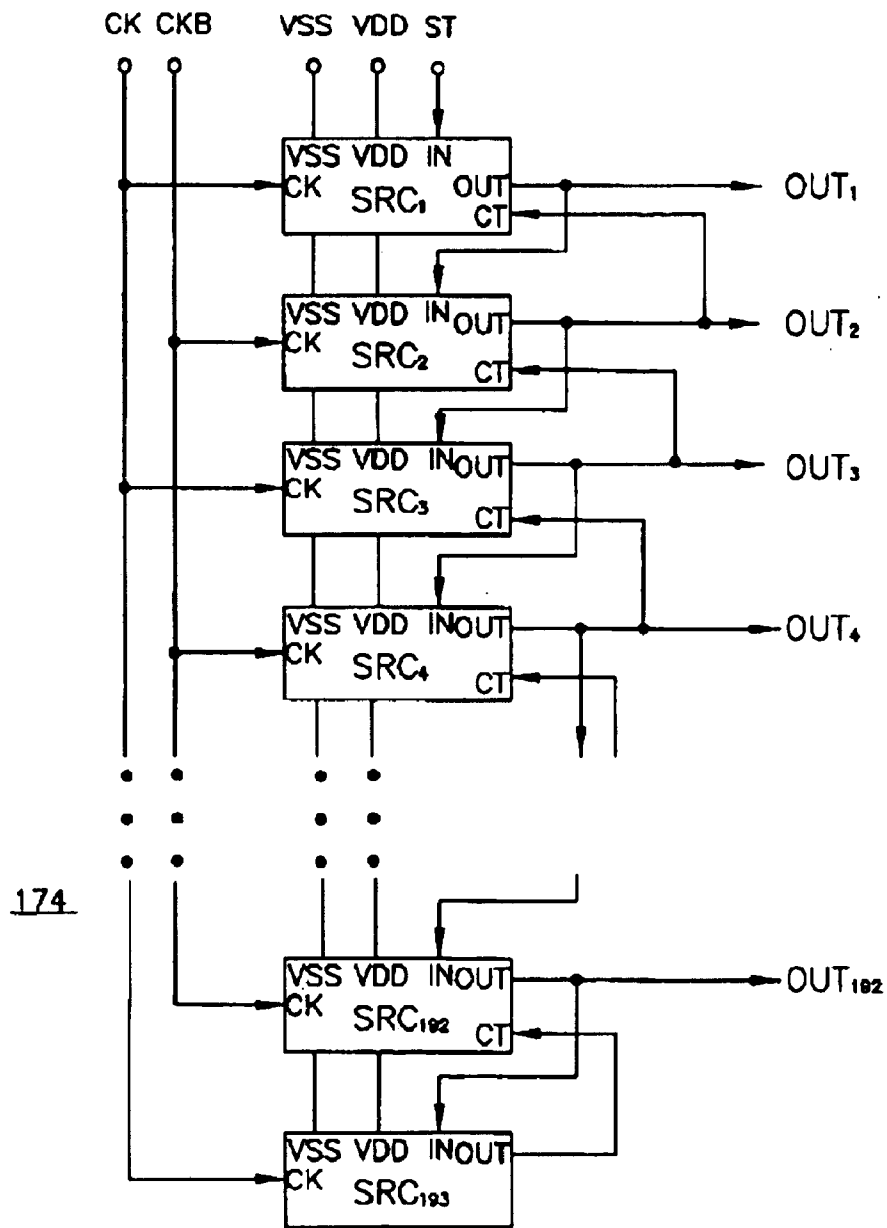 CK CKB VSS VDD ST
VSS VDD IN
CK SRC₁ OUT
CT
OUT₁
VSS VDD IN OUT
CK SRC₂
CT
OUT₂
VSS VDD IN OUT
CK SRC₃
CT
OUT₃
VSS VDD IN OUT
CK SRC₄
CT
OUT₄
174
VSS VDD IN OUT
CK SRC₁₉₂
CT
OUT₁₉₂
VSS VDD IN OUT
CK SRC₁₉₃